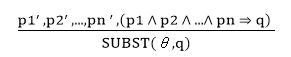 p1′,p2′,...,pn′,(p1 ∧ p2 ∧ ...∧ pn ⇒ q)
SUBST(θ,q)